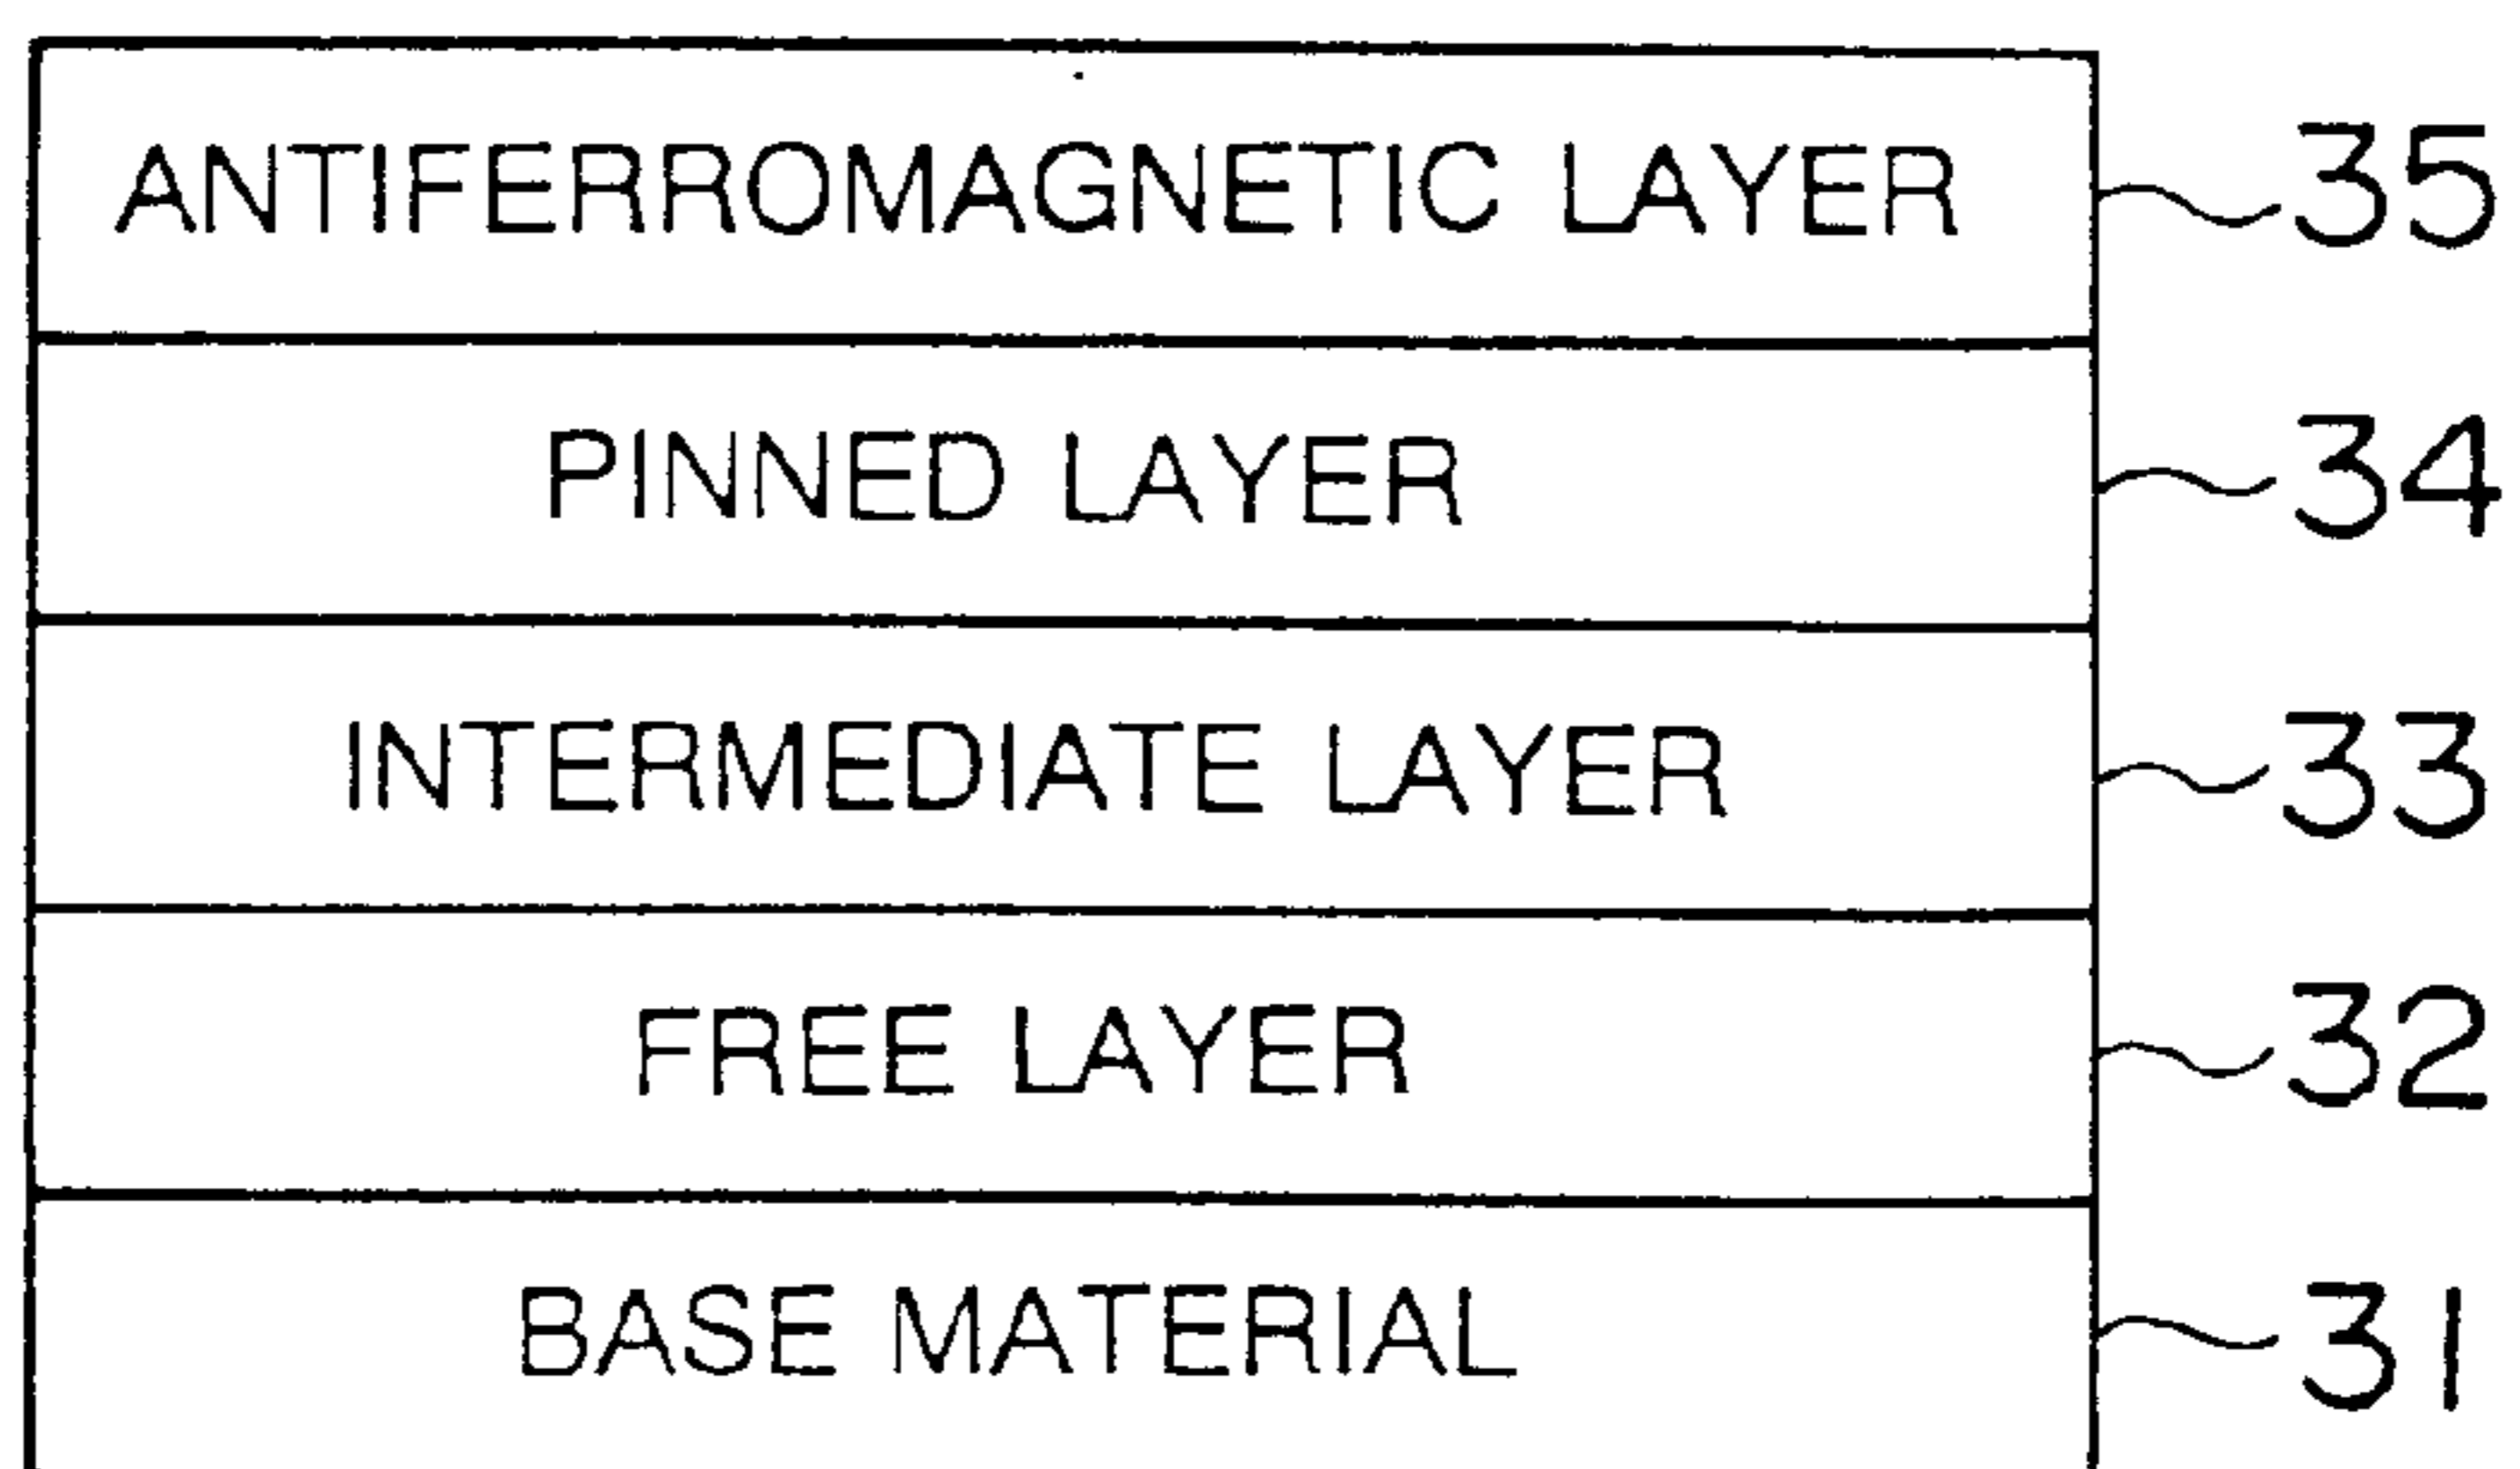 ANTIFERROMAGNETIC LAYER 35
PINNED LAYER 34
INTERMEDIATE LAYER 33
FREE LAYER 32
BASE MATERIAL 31